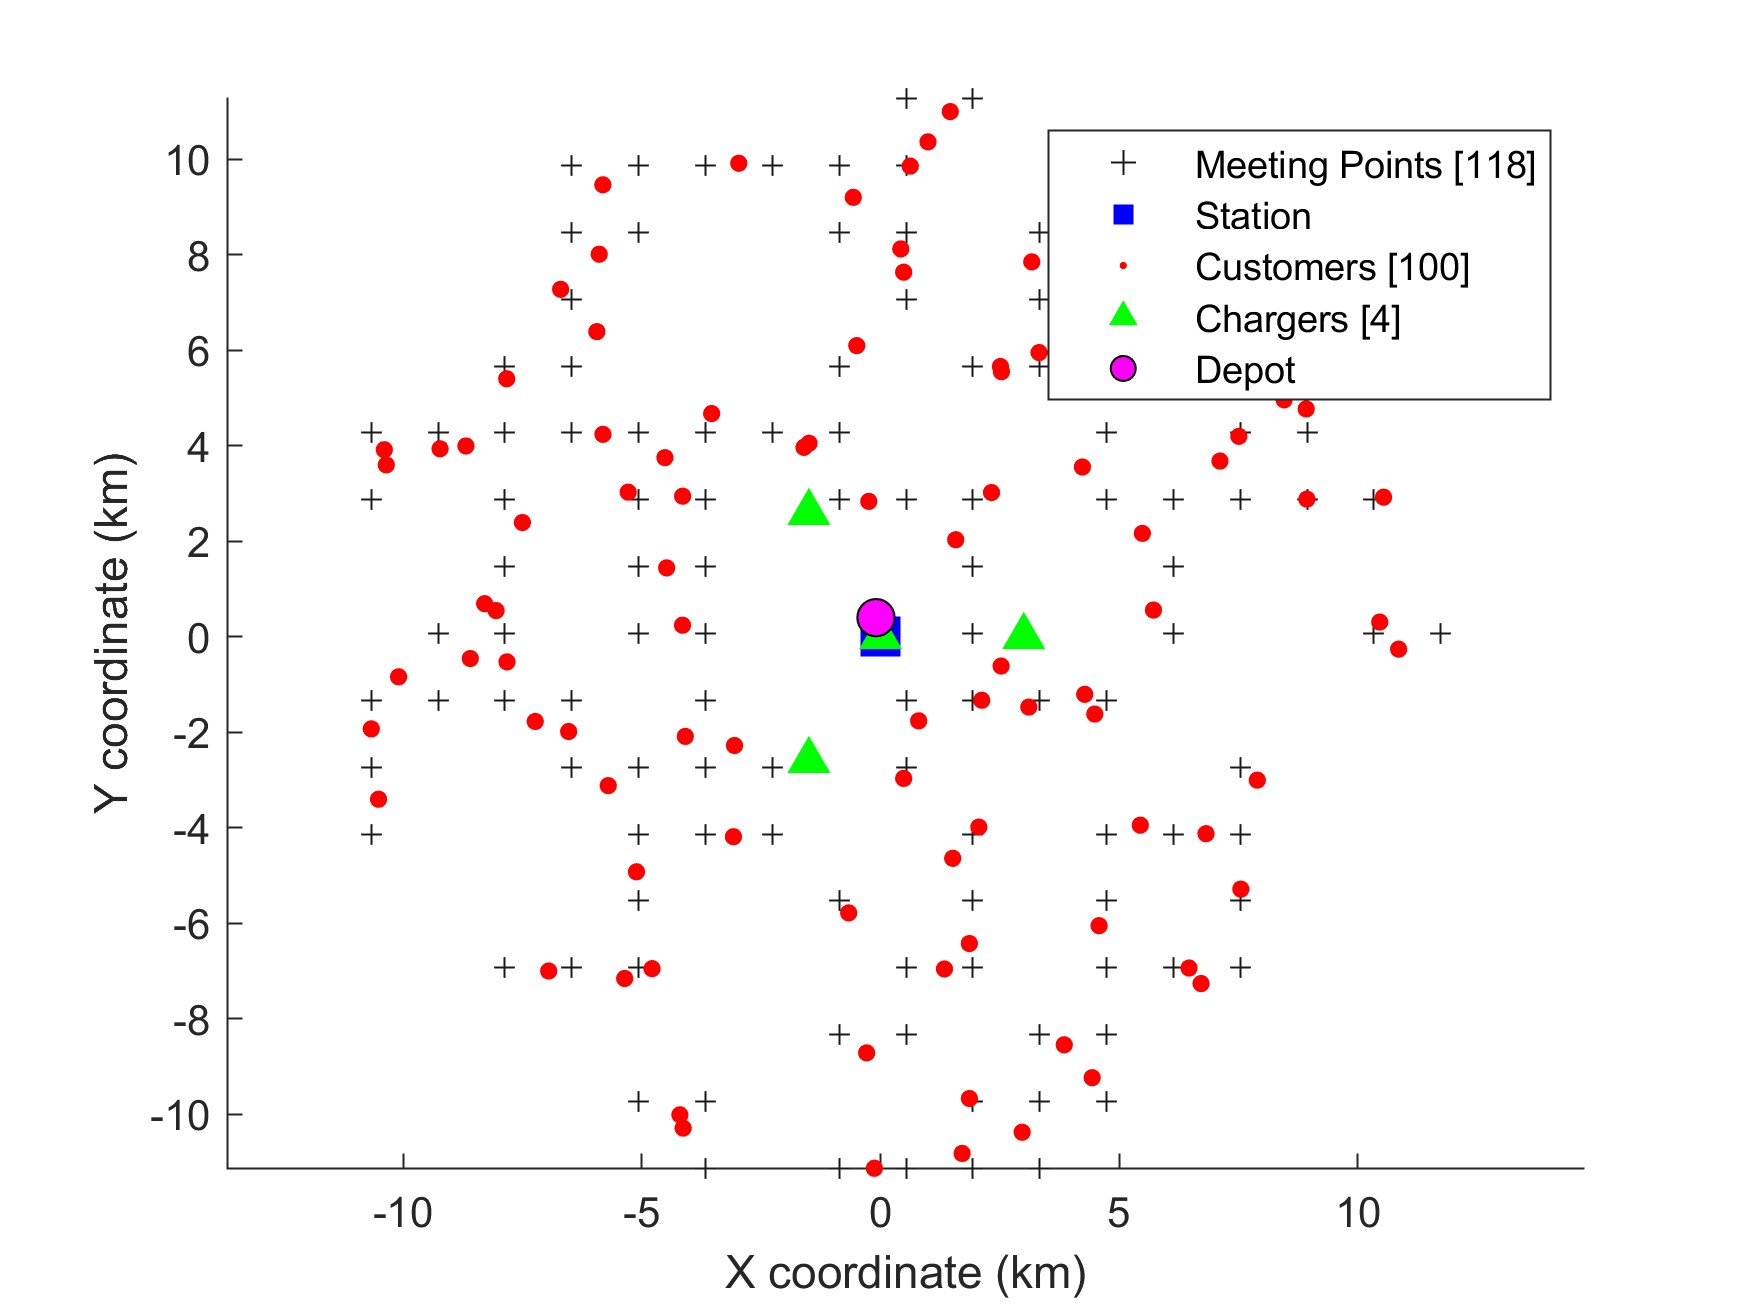 10
8
6
4
2
0
-2
-4
-6
-8
-10
Y coordinate (km)
Meeting Points [118]
Station
Customers [100]
Chargers [4]
Depot
-10
-5
0
5
10
X coordinate (km)